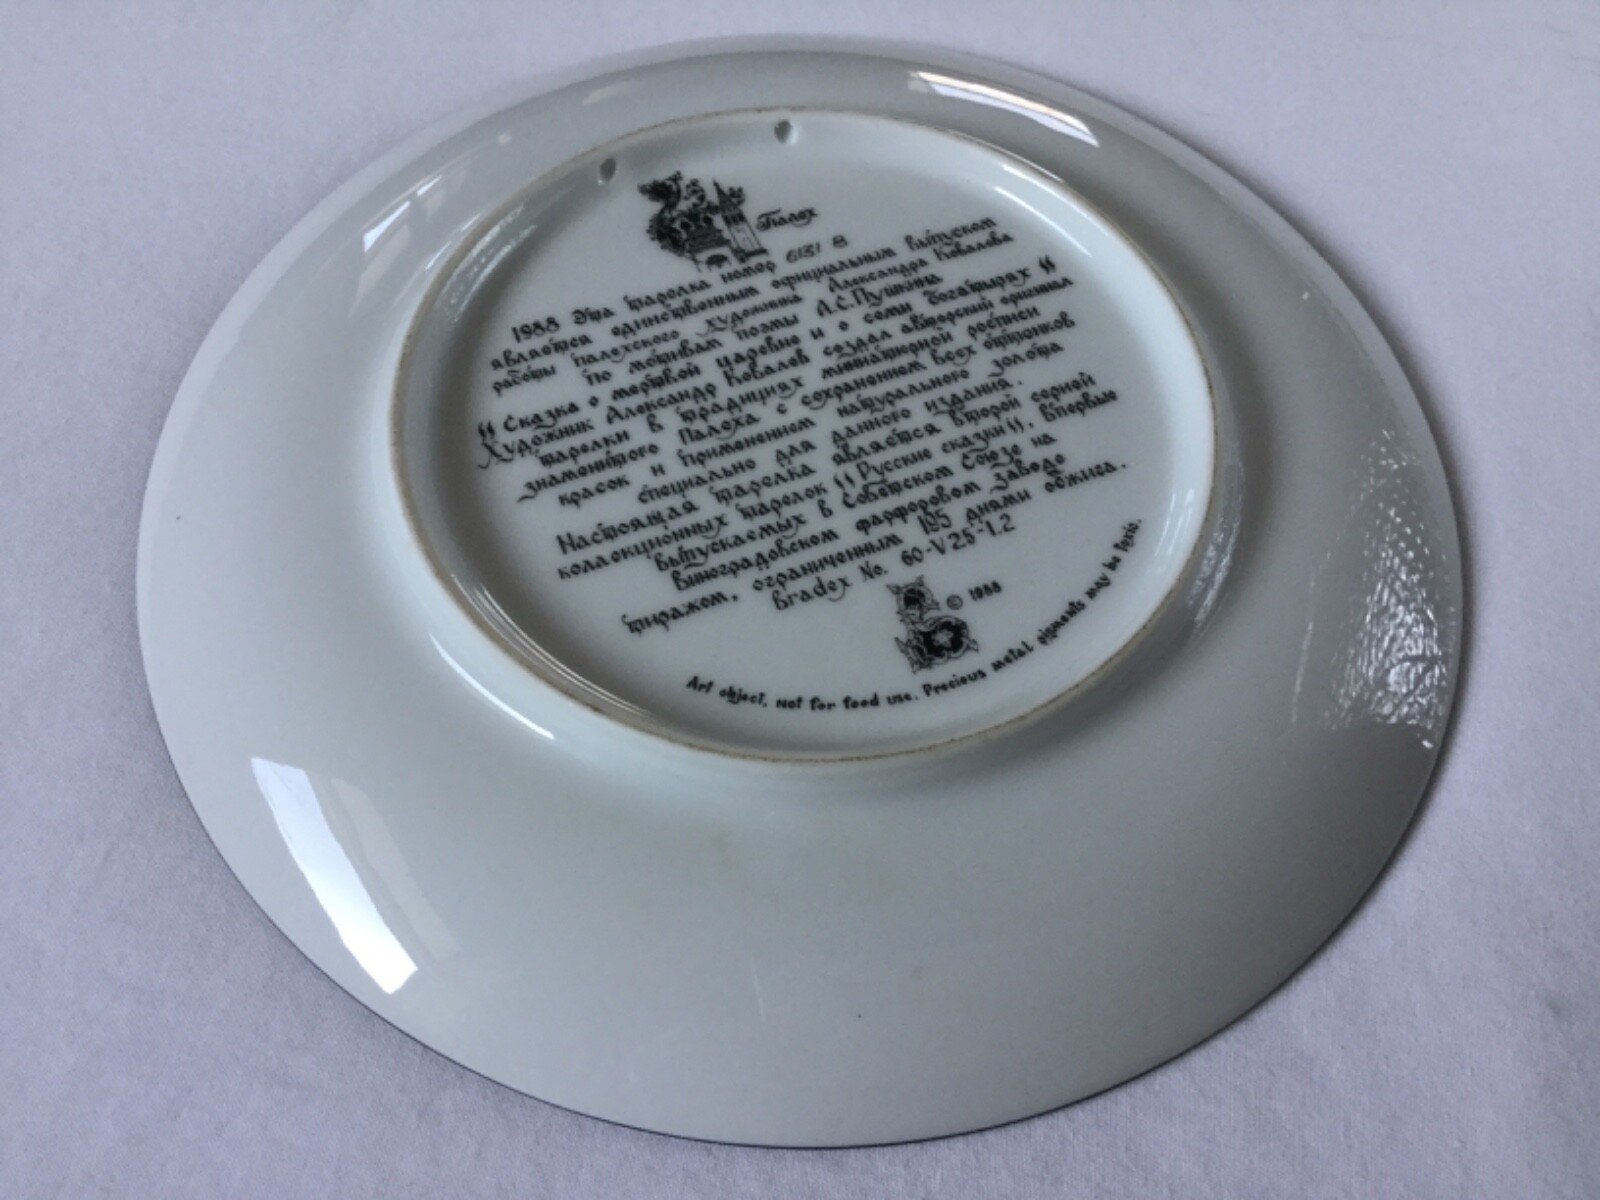 Палех
номер 6131 В
1988 Эта тарелка
является единственным официальным выпуском
работы палехского художника Александра Ковалева
по мотивам поэмы А.С.Пушкина
"Сказка о мертвой царевне и о семи богатырях"
Художник Александр Ковалев создал авторский оригинал
тарелки в традициях миниатюрной росписи
знаменитого Палеха с сохранением всех оттенков
красок и применением натурального золота
специально для данного издания.
Настоящая тарелка является второй серией
коллекционных тарелок "Русские сказки", впервые
выпускаемых в Советском Союзе на
Виноградовском фарфоровом заводе
тиражом, ограниченным 195 днями обжига.
Bradex No. 60-V25-1.2
© 1988
Art object, not for food use. Precious metal pigments may be toxic.